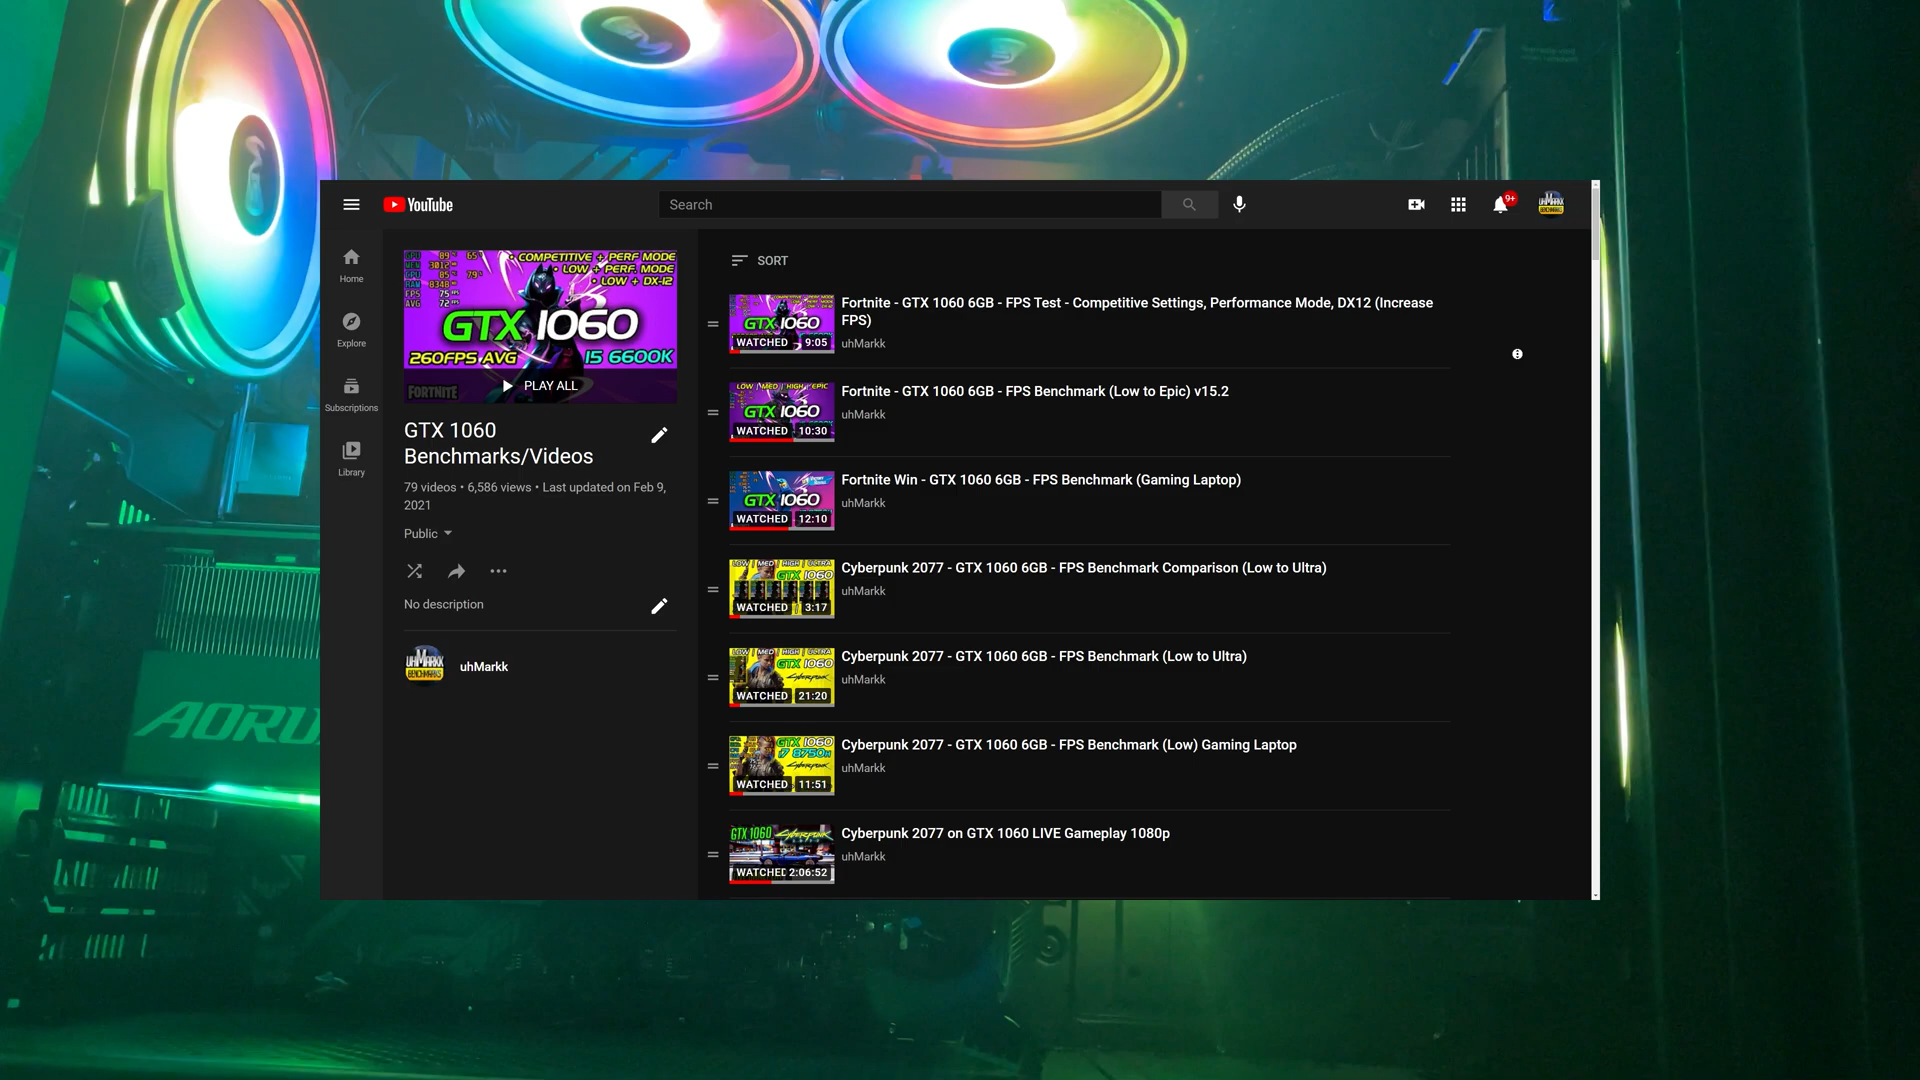 YouTube
Search
9+
Home
Explore
Subscriptions
Library
• COMPETITIVE + PERF MODE
• LOW + PERF. MODE
• LOW + DX-12
GTX 1060
260FPS AVG
I5 6600K
FORTNITE
PLAY ALL
GTX 1060
Benchmarks/Videos
79 videos • 6,586 views • Last updated on Feb 9,
2021
Public
No description
uhMarkk
SORT
GTX 1060
WATCHED 9:05
Fortnite - GTX 1060 6GB - FPS Test - Competitive Settings, Performance Mode, DX12 (Increase
FPS)
uhMarkk
LOW | MED | HIGH | EPIC
GTX 1060
WATCHED 10:30
Fortnite - GTX 1060 6GB - FPS Benchmark (Low to Epic) v15.2
uhMarkk
GTX 1060
WATCHED 12:10
Fortnite Win - GTX 1060 6GB - FPS Benchmark (Gaming Laptop)
uhMarkk
LOW | MED | HIGH | ULTRA
GTX 1060
WATCHED 3:17
Cyberpunk 2077 - GTX 1060 6GB - FPS Benchmark Comparison (Low to Ultra)
uhMarkk
LOW | MED | HIGH | ULTRA
GTX 1060
WATCHED 21:20
Cyberpunk 2077 - GTX 1060 6GB - FPS Benchmark (Low to Ultra)
uhMarkk
GTX 1060
i7 8750H
WATCHED 11:51
Cyberpunk 2077 - GTX 1060 6GB - FPS Benchmark (Low) Gaming Laptop
uhMarkk
GTX 1060
WATCHED 2:06:52
Cyberpunk 2077 on GTX 1060 LIVE Gameplay 1080p
uhMarkk
AORU